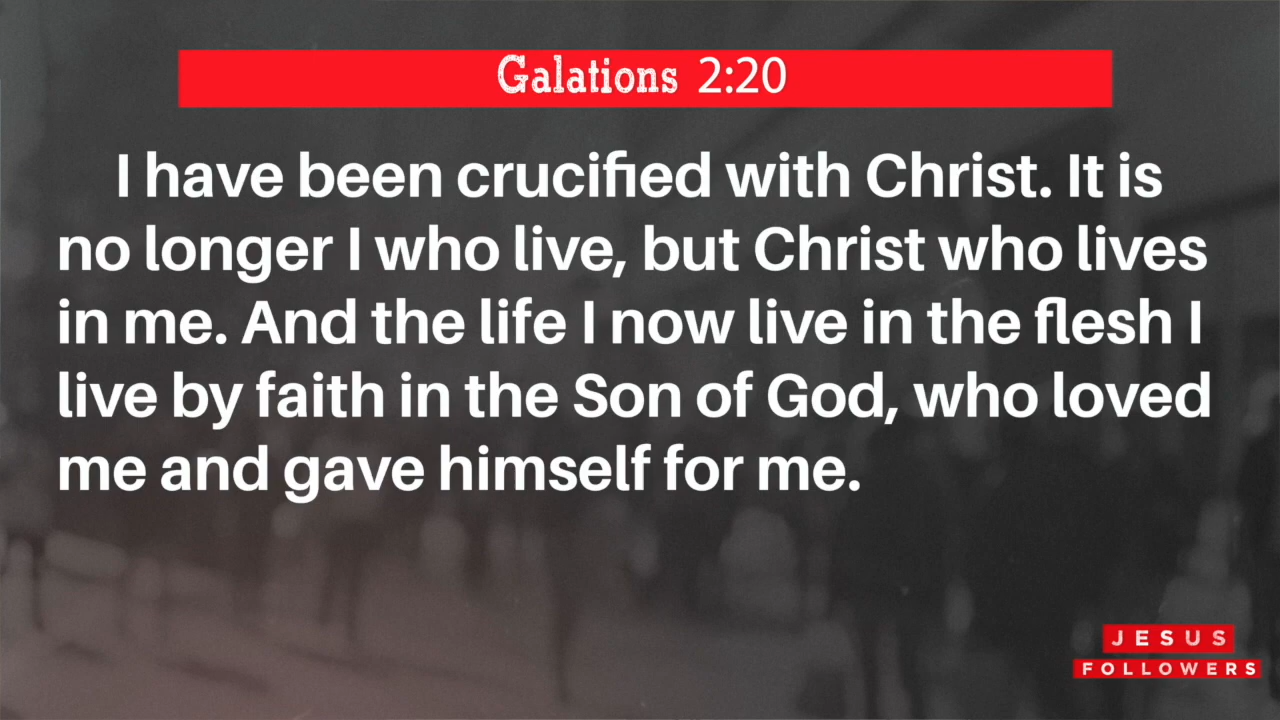 Galations 2:20
I have been crucified with Christ. It is
no longer I who live, but Christ who lives
in me. And the life I now live in the flesh I
live by faith in the Son of God, who loved
me and gave himself for me.
JESUS
FOLLOWERS